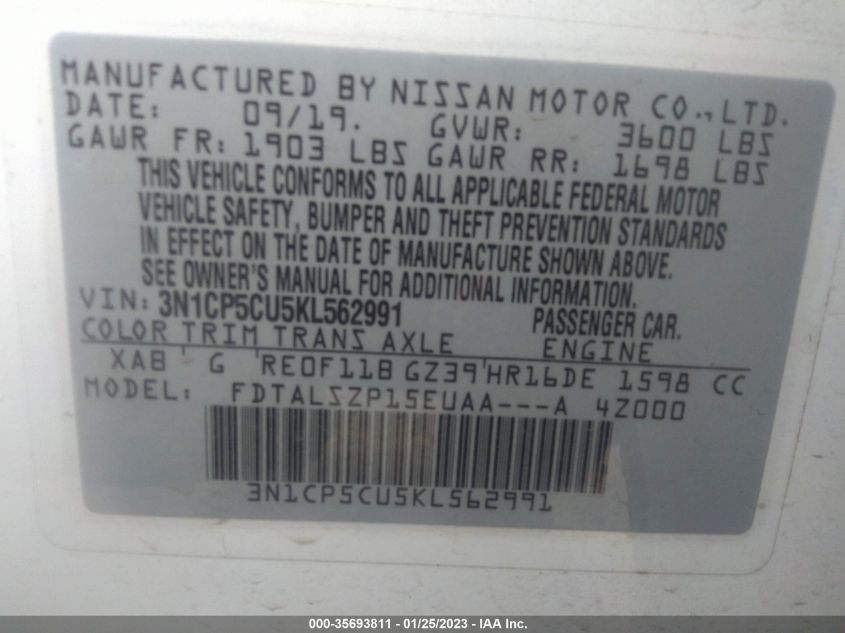 MANUFACTURED BY NISSAN MOTOR CO., LTD.
DATE: 09/19. GVWR: 3600 LBS
GAWR FR: 1903 LBS GAWR RR: 1698 LBS
THIS VEHICLE CONFORMS TO ALL APPLICABLE FEDERAL MOTOR
VEHICLE SAFETY, BUMPER AND THEFT PREVENTION STANDARDS
IN EFFECT ON THE DATE OF MANUFACTURE SHOWN ABOVE.
SEE OWNER'S MANUAL FOR ADDITIONAL INFORMATION.
VIN: 3N1CP5CU5KL562991 PASSENGER CAR.
COLOR TRIM TRANS AXLE ENGINE
XAB G RE0F11B GZ39 HR16DE 1598 CC
MODEL: FDTALSZP15EUAA---A 4Z000
3N1CP5CU5KL562991
000-35693811 - 01/25/2023 - IAA Inc.